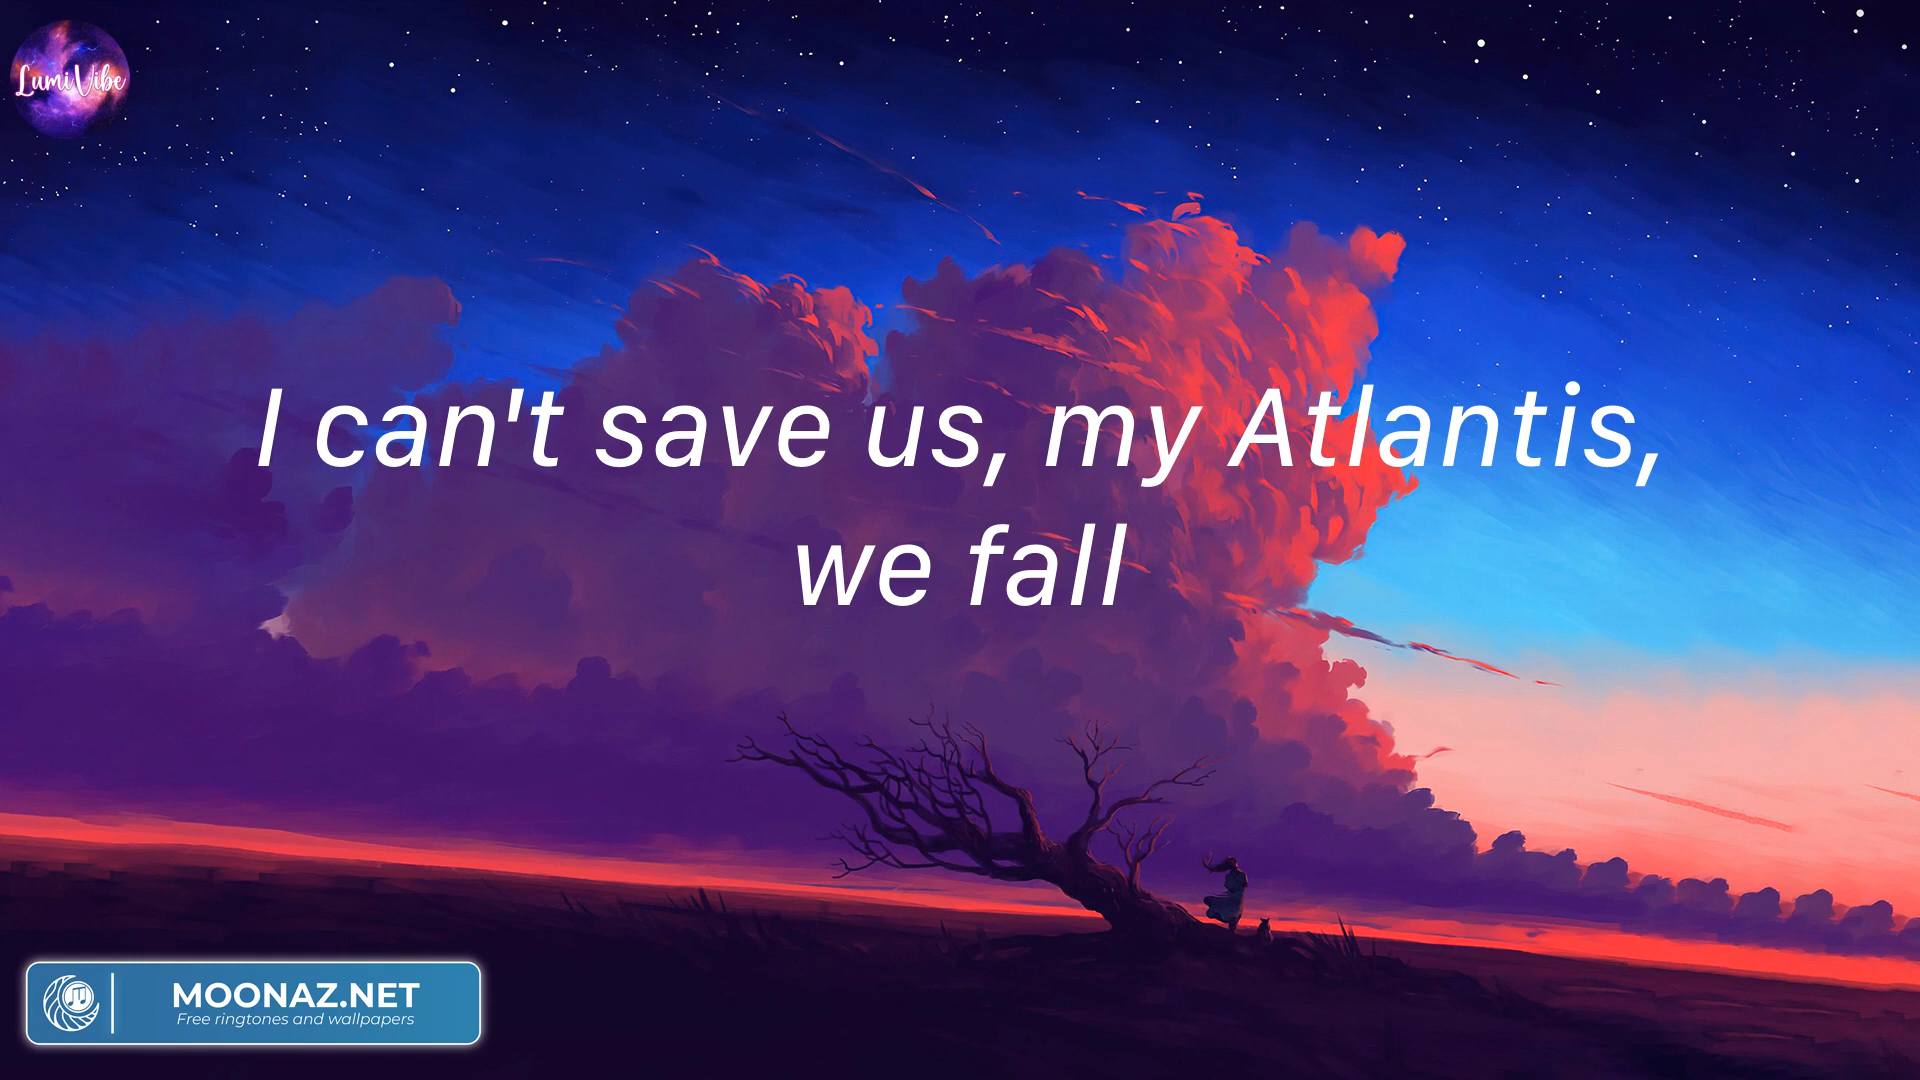 LumiVibe
I can't save us, my Atlantis,
we fall
MOONAZ.NET
Free ringtones and wallpapers